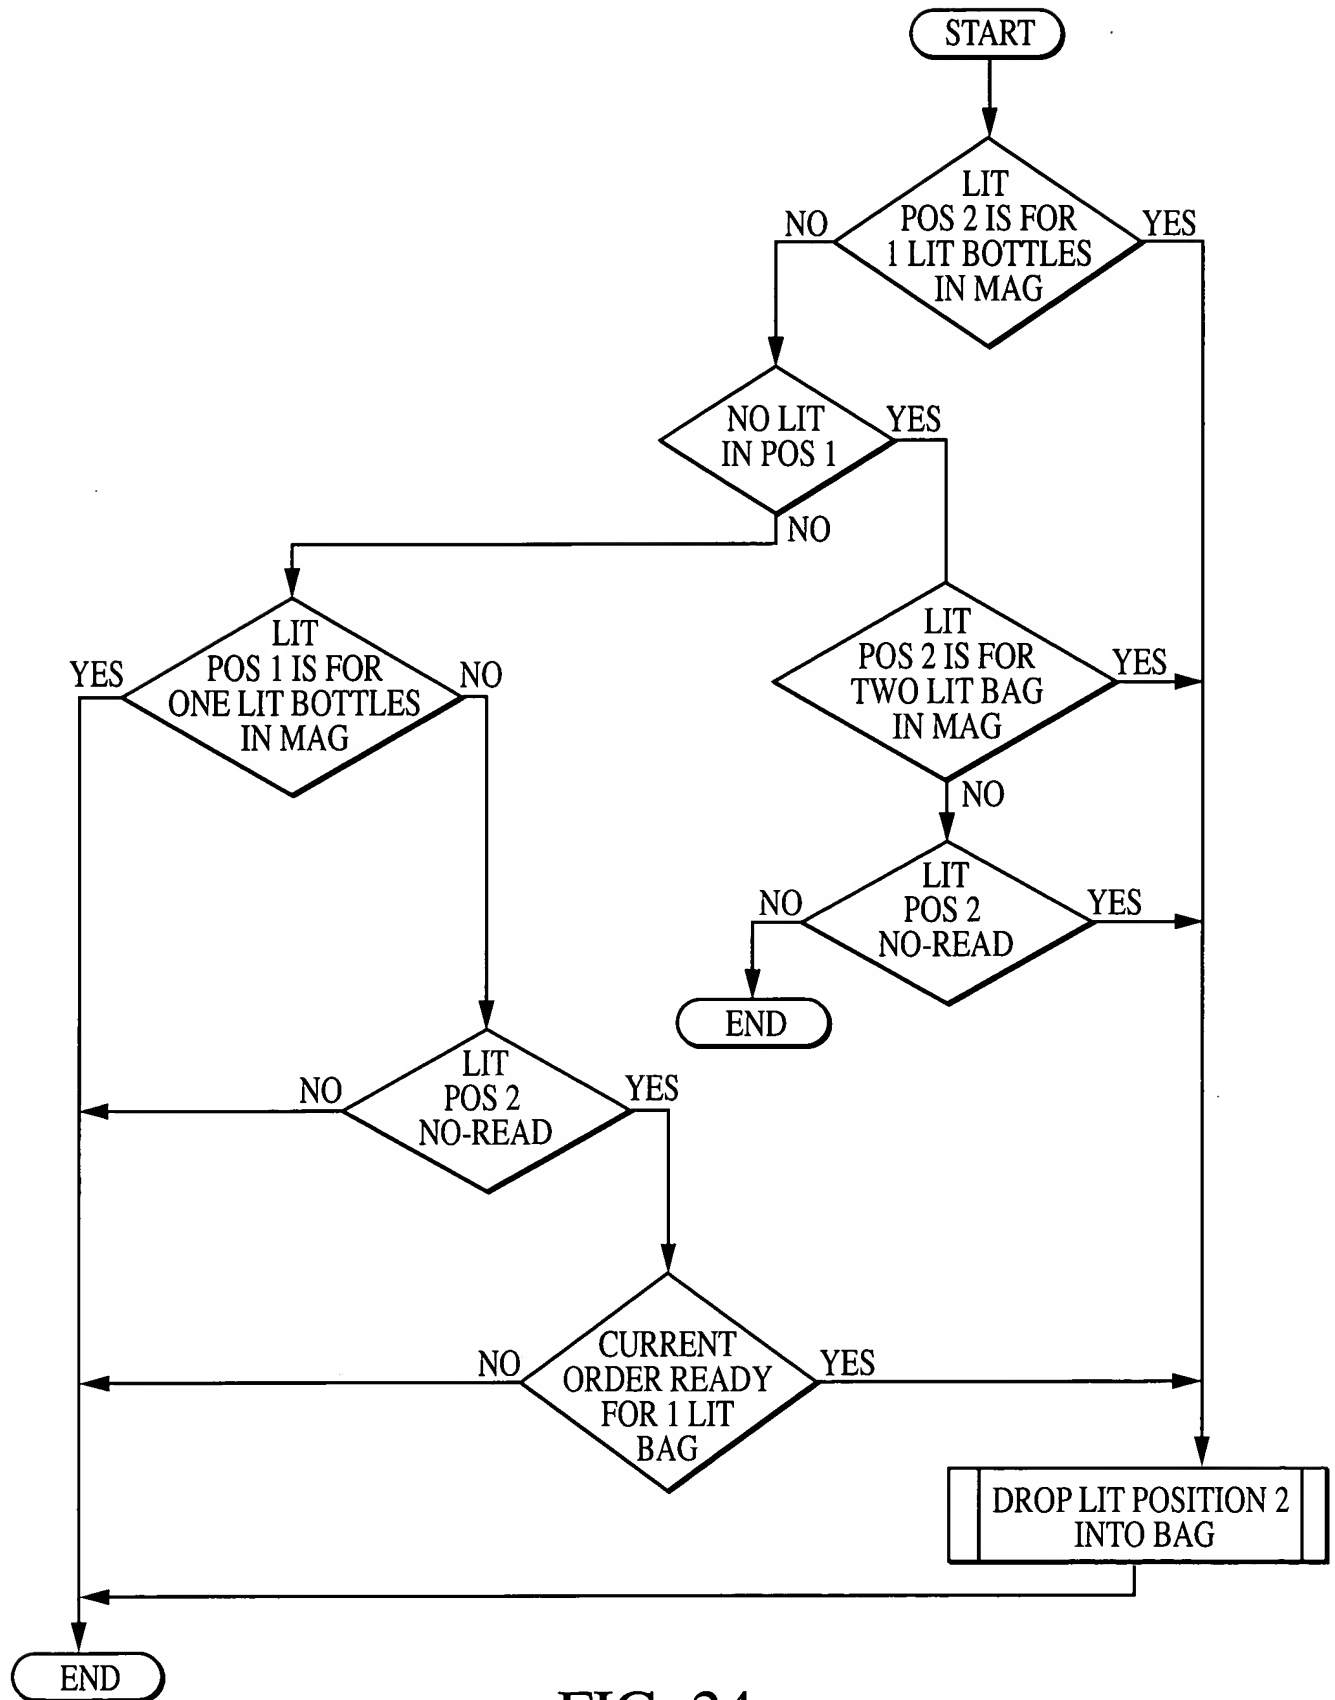 START
LIT
POS 2 IS FOR
1 LIT BOTTLES
IN MAG
NO
YES
NO LIT
IN POS 1
YES
NO
LIT
POS 1 IS FOR
ONE LIT BOTTLES
IN MAG
YES
NO
LIT
POS 2 IS FOR
TWO LIT BAG
IN MAG
YES
NO
LIT
POS 2
NO-READ
NO
YES
END
LIT
POS 2
NO-READ
NO
YES
CURRENT
ORDER READY
FOR 1 LIT
BAG
NO
YES
DROP LIT POSITION 2
INTO BAG
END
FIG. 24